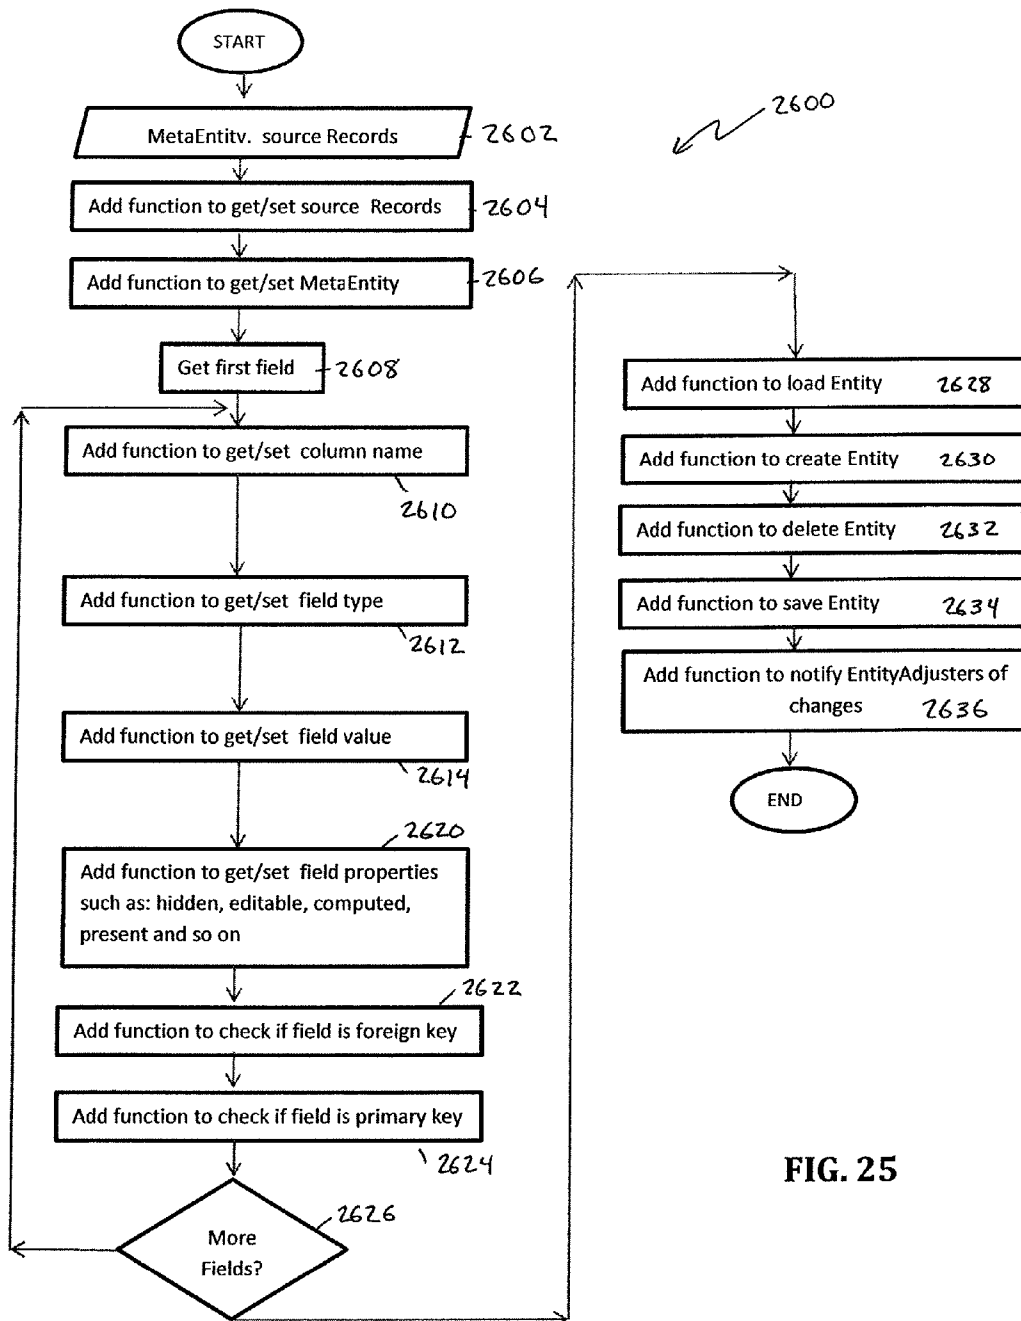 START
MetaEntitv. source Records
2602
2600
Add function to get/set source Records
2604
Add function to get/set MetaEntity
2606
Get first field
2608
Add function to get/set column name
2610
Add function to get/set field type
2612
Add function to get/set field value
2614
2620
Add function to get/set field properties
such as: hidden, editable, computed,
present and so on
2622
Add function to check if field is foreign key
Add function to check if field is primary key
2624
2626
More
Fields?
Add function to load Entity 2628
Add function to create Entity 2630
Add function to delete Entity 2632
Add function to save Entity 2634
Add function to notify EntityAdjusters of
changes 2636
END
FIG. 25